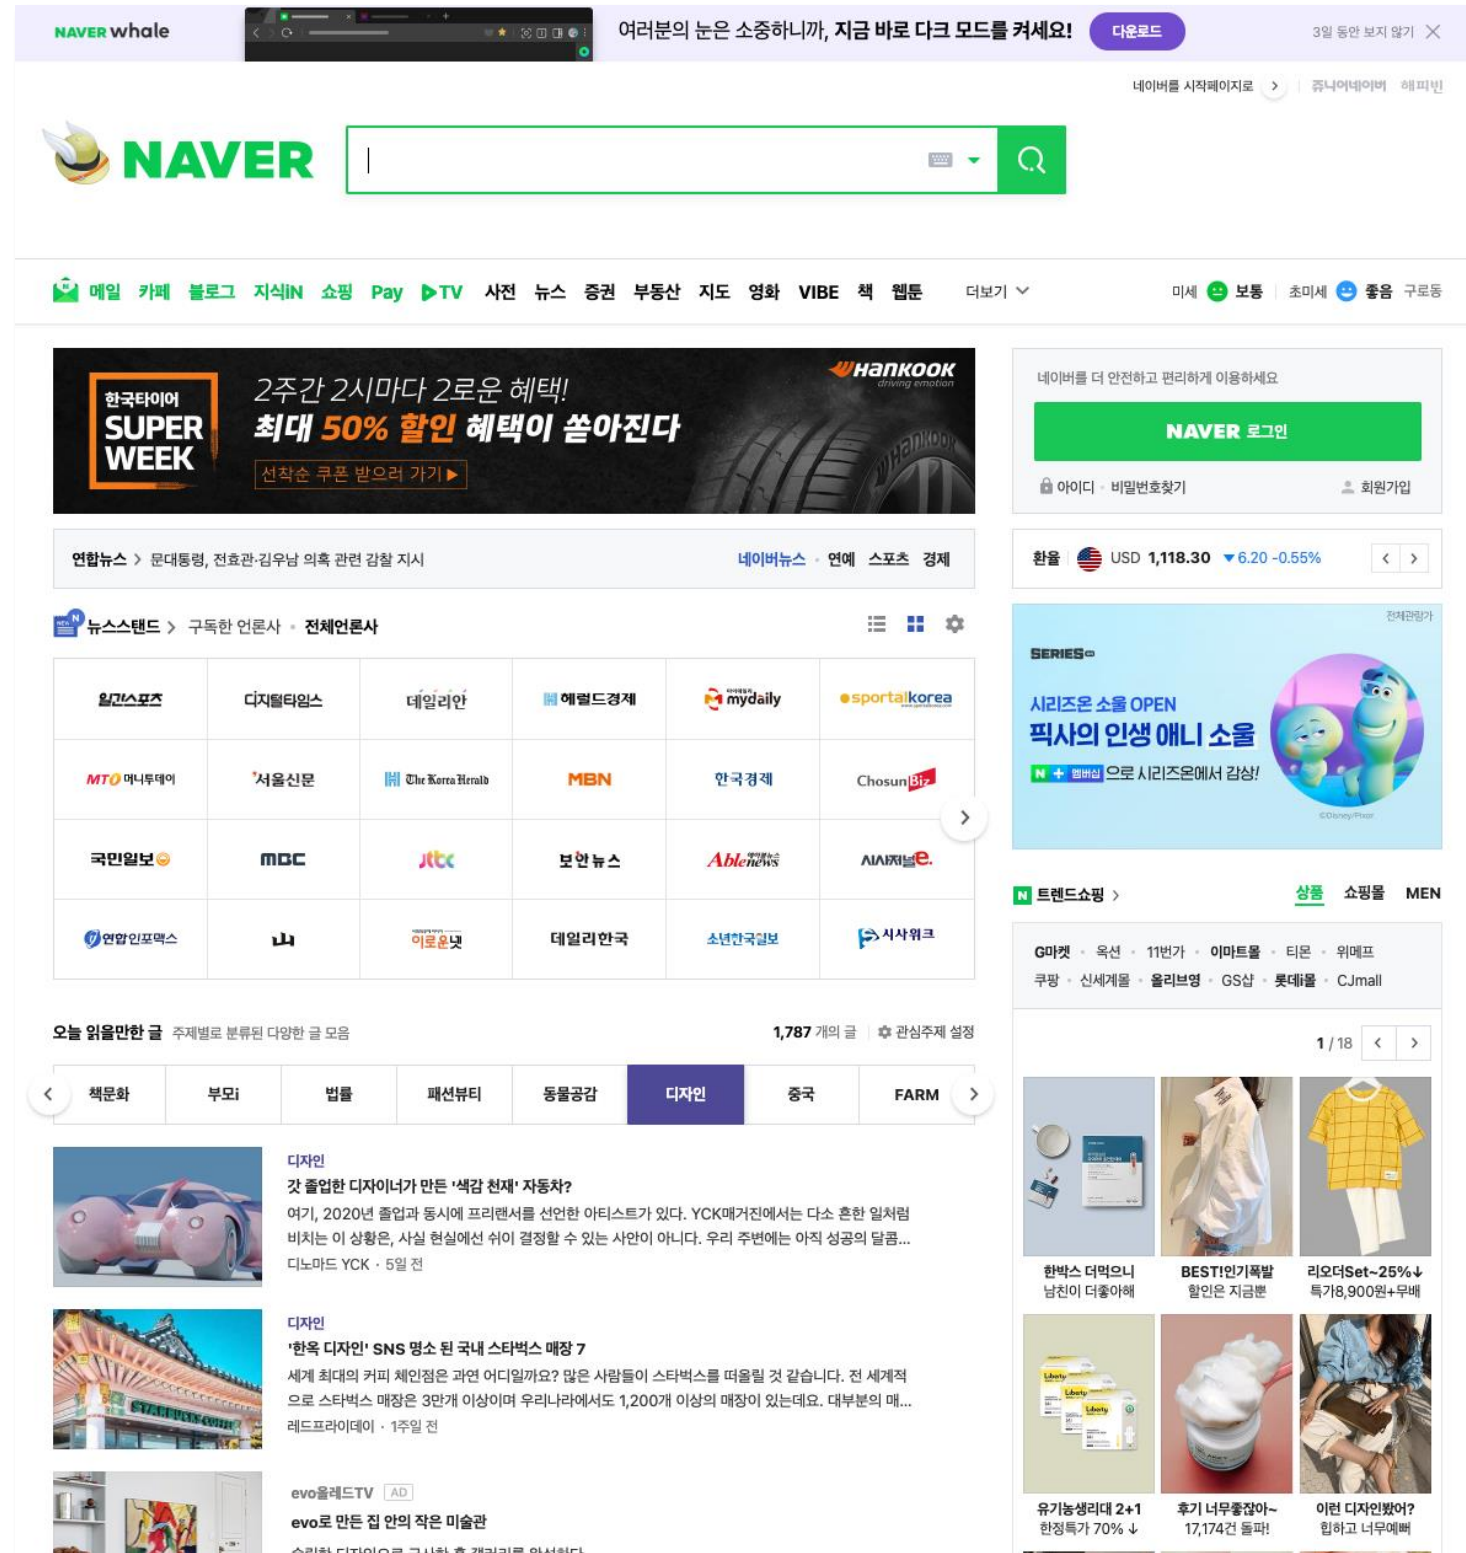 NAVER whale
여러분의 눈은 소중하니까, 지금 바로 다크 모드를 켜세요!
다운로드
3일 동안 보지 않기
네이버를 시작페이지로
쥬니어네이버 해피빈
NAVER
메일 카페 블로그 지식iN 쇼핑 Pay TV 사전 뉴스 증권 부동산 지도 영화 VIBE 책 웹툰 더보기
미세 보통 초미세 좋음 구로동
한국타이어
SUPER
WEEK
2주간 2시마다 2로운 혜택!
최대 50% 할인 혜택이 쏟아진다
선착순 쿠폰 받으러 가기▶
HANKOOK
driving emotion
HANKOOK
네이버를 더 안전하고 편리하게 이용하세요
NAVER 로그인
아이디 · 비밀번호찾기
회원가입
연합뉴스 > 문대통령, 전효관·김우남 의혹 관련 감찰 지시
네이버뉴스 · 연예 스포츠 경제
환율 USD 1,118.30 ▼6.20 -0.55%
NEW N 뉴스스탠드 > 구독한 언론사 · 전체언론사
일간스포츠 디지털타임스 데일리안 헤럴드경제 마이데일리 mydaily sportalkorea
MTO 머니투데이 서울신문 The Korea Herald MBN 한국경제 ChosunBiz
국민일보 MBC jtbc 보안뉴스 에이블뉴스 Ablenews 시사저널e.
연합인포맥스 山 이로운넷 데일리한국 소년한국일보 시사위크
전체관람가
SERIES on
시리즈온 소울 OPEN
픽사의 인생 애니 소울
N + 멤버십 으로 시리즈온에서 감상!
©Disney/Pixar
N 트렌드쇼핑 >
상품 쇼핑몰 MEN
G마켓 · 옥션 · 11번가 · 이마트몰 · 티몬 · 위메프
쿠팡 · 신세계몰 · 올리브영 · GS샵 · 롯데i몰 · CJmall
1 / 18
오늘 읽을만한 글 주제별로 분류된 다양한 글 모음
1,787 개의 글 관심주제 설정
책문화 부모i 법률 패션뷰티 동물공감 디자인 중국 FARM
디자인
갓 졸업한 디자이너가 만든 '색감 천재' 자동차?
여기, 2020년 졸업과 동시에 프리랜서를 선언한 아티스트가 있다. YCK매거진에서는 다소 흔한 일처럼
비치는 이 상황은, 사실 현실에선 쉬이 결정할 수 있는 사안이 아니다. 우리 주변에는 아직 성공의 달콤...
디노마드 YCK · 5일 전
디자인
'한옥 디자인' SNS 명소 된 국내 스타벅스 매장 7
세계 최대의 커피 체인점은 과연 어디일까요? 많은 사람들이 스타벅스를 떠올릴 것 같습니다. 전 세계적
으로 스타벅스 매장은 3만개 이상이며 우리나라에서도 1,200개 이상의 매장이 있는데요. 대부분의 매...
레드프라이데이 · 1주일 전
STARBUCKS COFFEE
evo올레드TV AD
evo로 만든 집 안의 작은 미술관
한박스 더먹으니
남친이 더좋아해
BEST!인기폭발
할인은 지금뿐
리오더Set~25%↓
특가8,900원+무배
Liberty
Liberty
Liberty
유기농생리대 2+1
한정특가 70% ↓
후기 너무좋잖아~
17,174건 돌파!
이런 디자인봤어?
힙하고 너무예뻐